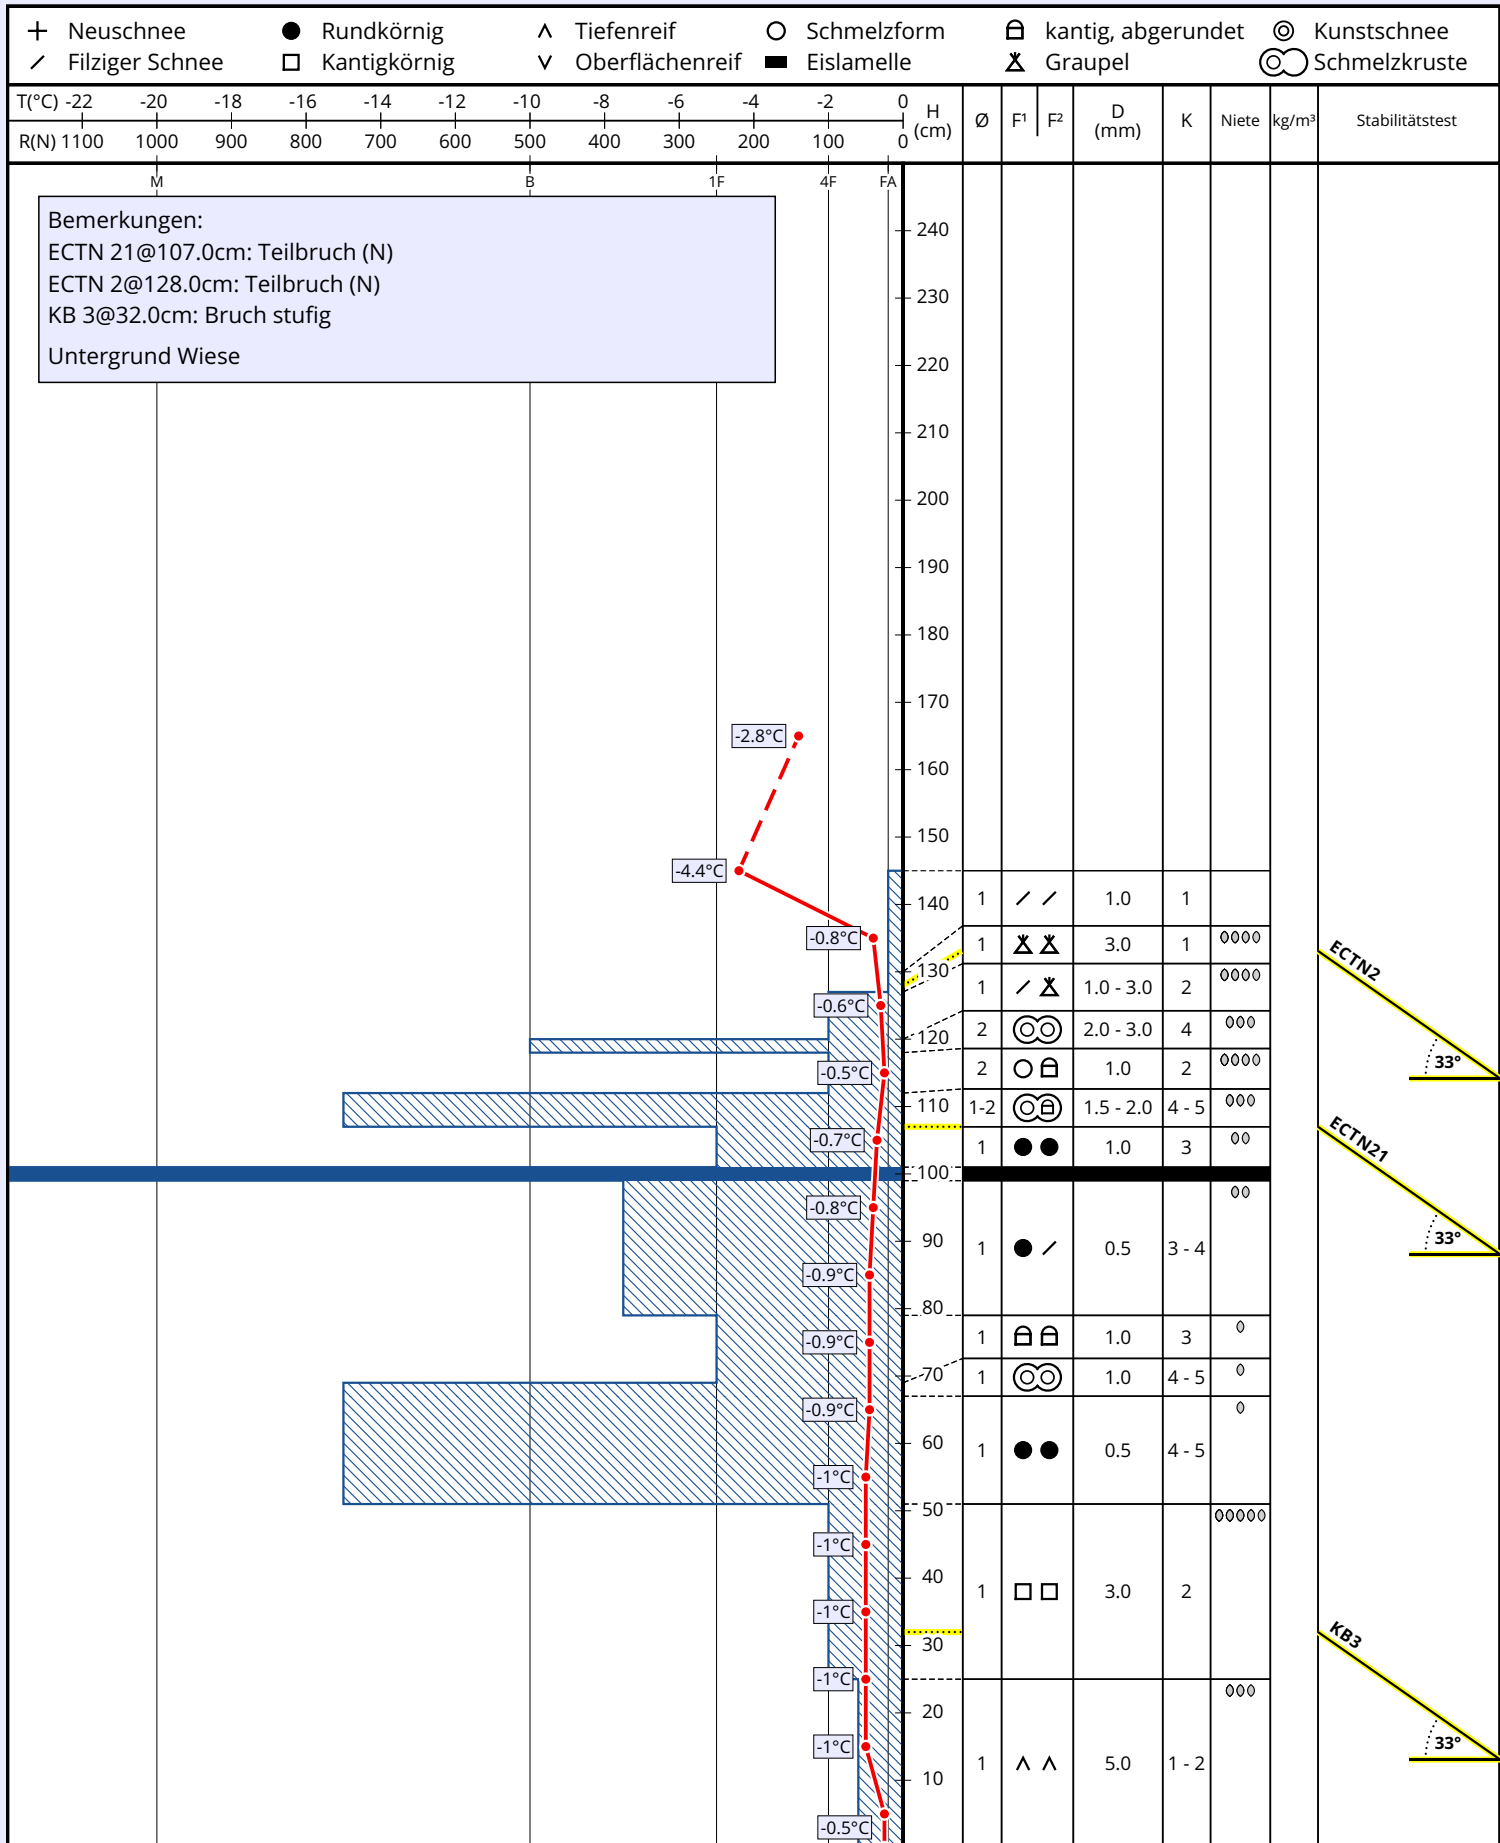 Neuschnee Rundkörnig Tiefenreif Schmelzform kantig, abgerundet Kunstschnee
Filziger Schnee Kantigkörnig Oberflächenreif Eislamelle Graupel Schmelzkruste
T(°C) -22 -20 -18 -16 -14 -12 -10 -8 -6 -4 -2 0
R(N) 1100 1000 900 800 700 600 500 400 300 200 100 0
H (cm) Ø F¹ F² D (mm) K Niete kg/m³ Stabilitätstest
M B 1F 4F FA
Bemerkungen:
ECTN 21@107.0cm: Teilbruch (N)
ECTN 2@128.0cm: Teilbruch (N)
KB 3@32.0cm: Bruch stufig
Untergrund Wiese
240
230
220
210
200
190
180
170
-2.8°C
160
150
-4.4°C
140 1 1.0 1
-0.8°C 1 3.0 1
130
ECTN2
-0.6°C 1 1.0 - 3.0 2
120 2 2.0 - 3.0 4
33°
-0.5°C 2 1.0 2
110 1-2 1.5 - 2.0 4 - 5
ECTN21
-0.7°C 1 1.0 3
100
-0.8°C
90 1 0.5 3 - 4
33°
-0.9°C
80
-0.9°C 1 1.0 3
70 1 1.0 4 - 5
-0.9°C
60 1 0.5 4 - 5
-1°C
50
-1°C
40 1 3.0 2
-1°C
30
KB3
-1°C
20
-1°C
33°
10 1 5.0 1 - 2
-0.5°C